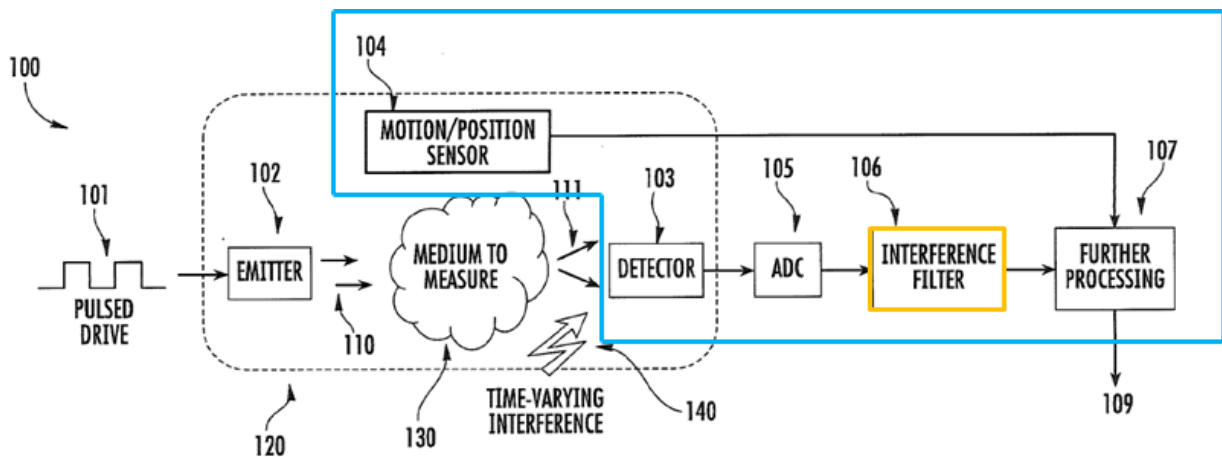 100
104
MOTION/POSITION
SENSOR
101
102
111
103
105
106
107
EMITTER
MEDIUM TO
MEASURE
DETECTOR
ADC
INTERFERENCE
FILTER
FURTHER
PROCESSING
PULSED
DRIVE
110
120
130
TIME-VARYING
INTERFERENCE
140
109